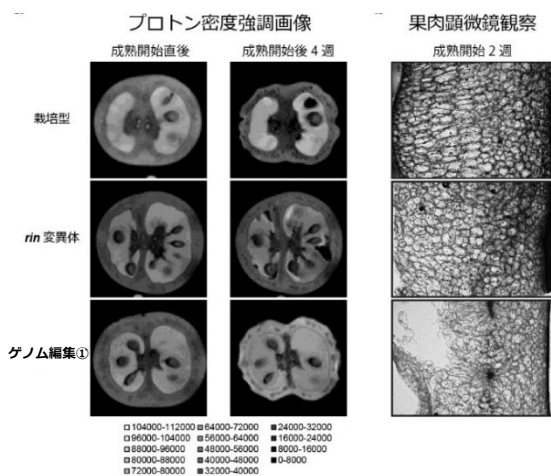 プロトン密度強調画像
果肉顕微鏡観察
成熟開始直後
成熟開始後4週
成熟開始2週
栽培型
rin 変異体
ゲノム編集①
□104000-112000 ■64000-72000 ■24000-32000
□96000-104000 ■56000-64000 ■16000-24000
□88000-96000 ■48000-56000 ■8000-16000
■80000-88000 ■40000-48000 ■0-8000
■72000-80000 ■32000-40000